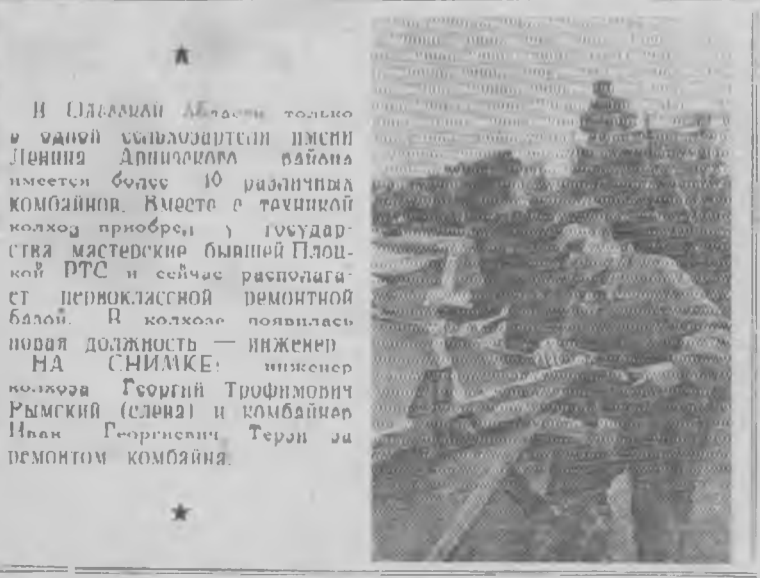 В Одесской области только
в одной сельхозартели имени
Ленина района
имеется более 10 различных
комбайнов. Вместе с техникой
колхоз приобрел у государ-
ства мастерские бывшей Плоц-
кой РТС и сейчас располага-
ет первоклассной ремонтной
базой. В колхозе появилась
новая должность — инженер
НА СНИМКЕ: инженер
колхоза Георгий Трофимович
Рымский (слева) и комбайнер
Иван Георгиевич за
ремонтом комбайна.